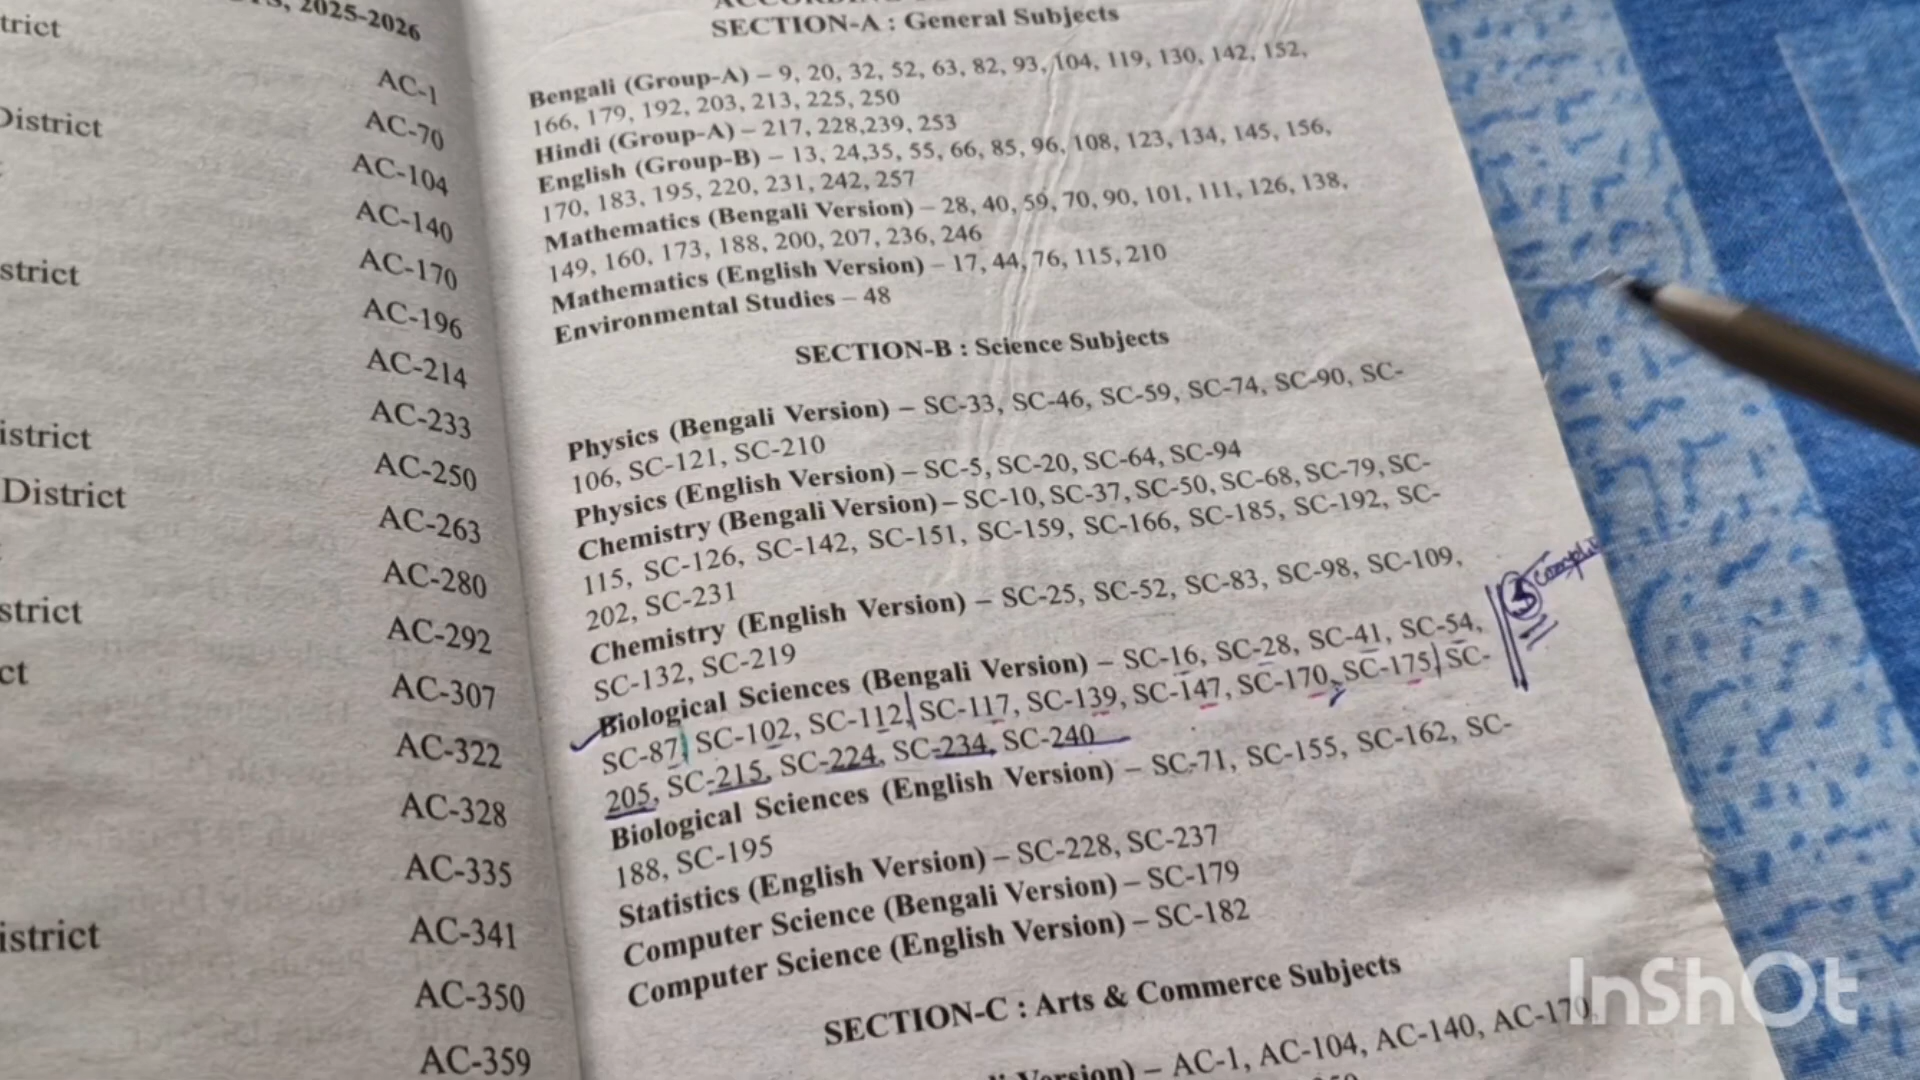 2025-2026
trict
AC-1
District
AC-70
AC-104
AC-140
strict
AC-170
AC-196
AC-214
istrict
AC-233
District
AC-250
AC-263
AC-280
strict
AC-292
ct
AC-307
AC-322
AC-328
AC-335
istrict
AC-341
AC-350
AC-359
SECTION-A : General Subjects
Bengali (Group-A) – 9, 20, 32, 52, 63, 82, 93, 104, 119, 130, 142, 152,
166, 179, 192, 203, 213, 225, 250
Hindi (Group-A) – 217, 228,239, 253
English (Group-B) – 13, 24,35, 55, 66, 85, 96, 108, 123, 134, 145, 156,
170, 183, 195, 220, 231, 242, 257
Mathematics (Bengali Version) – 28, 40, 59, 70, 90, 101, 111, 126, 138,
149, 160, 173, 188, 200, 207, 236, 246
Mathematics (English Version) – 17, 44, 76, 115, 210
Environmental Studies – 48
SECTION-B : Science Subjects
Physics (Bengali Version) – SC-33, SC-46, SC-59, SC-74, SC-90, SC-
106, SC-121, SC-210
Physics (English Version) – SC-5, SC-20, SC-64, SC-94
Chemistry (Bengali Version) – SC-10, SC-37, SC-50, SC-68, SC-79, SC-
115, SC-126, SC-142, SC-151, SC-159, SC-166, SC-185, SC-192, SC-
202, SC-231
Chemistry (English Version) – SC-25, SC-52, SC-83, SC-98, SC-109,
SC-132, SC-219
Biological Sciences (Bengali Version) – SC-16, SC-28, SC-41, SC-54,
SC-87, SC-102, SC-112, SC-117, SC-139, SC-147, SC-170, SC-175, SC-
205, SC-215, SC-224, SC-234, SC-240
Biological Sciences (English Version) – SC-71, SC-155, SC-162, SC-
188, SC-195
Statistics (English Version) – SC-228, SC-237
Computer Science (Bengali Version) – SC-179
Computer Science (English Version) – SC-182
SECTION-C : Arts & Commerce Subjects
Version) – AC-1, AC-104, AC-140, AC-170,
InShOt